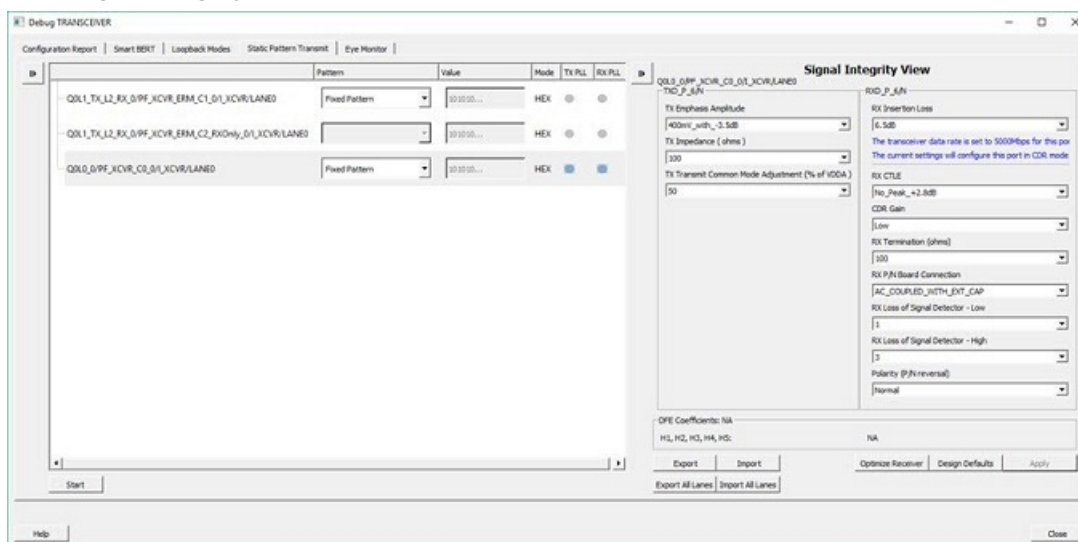 Debug TRANSCEIVER
Configuration Report Smart BERT Loopback Modes Static Pattern Transmit Eye Monitor
Pattern Value Mode TX PLL RX PLL
Q0L1_TX_L2_RX_0/PF_XCVR_ERM_C1_0/I_XCVR/LANE0 Fixed Pattern 101010... HEX
Q0L1_TX_L2_RX_0/PF_XCVR_ERM_C2_RXOnly_0/I_XCVR/LANE0 101010... HEX
Q0L0_0/PF_XCVR_C0_0/I_XCVR/LANE0 Fixed Pattern 101010... HEX
Start
Signal Integrity View
Q0L0_0/PF_XCVR_C0_0/I_XCVR/LANE0
TXD_P_6/N
TX Emphasis Amplitude
400mV_with_-3.5dB
TX Impedance ( ohms )
100
TX Transmit Common Mode Adjustment (% of VDDA )
50
RXD_P_6/N
RX Insertion Loss
6.5dB
The transceiver data rate is set to 5000Mbps for this por
The current settings will configure this port in CDR mode
RX CTLE
No_Peak_+2.8dB
CDR Gain
Low
RX Termination (ohms)
100
RX P/N Board Connection
AC_COUPLED_WITH_EXT_CAP
RX Loss of Signal Detector - Low
1
RX Loss of Signal Detector - High
3
Polarity (P/N reversal)
Normal
DFE Coefficients: NA
H1, H2, H3, H4, H5: NA
Export Import Optimize Receiver Design Defaults Apply
Export All Lanes Import All Lanes
Help Close